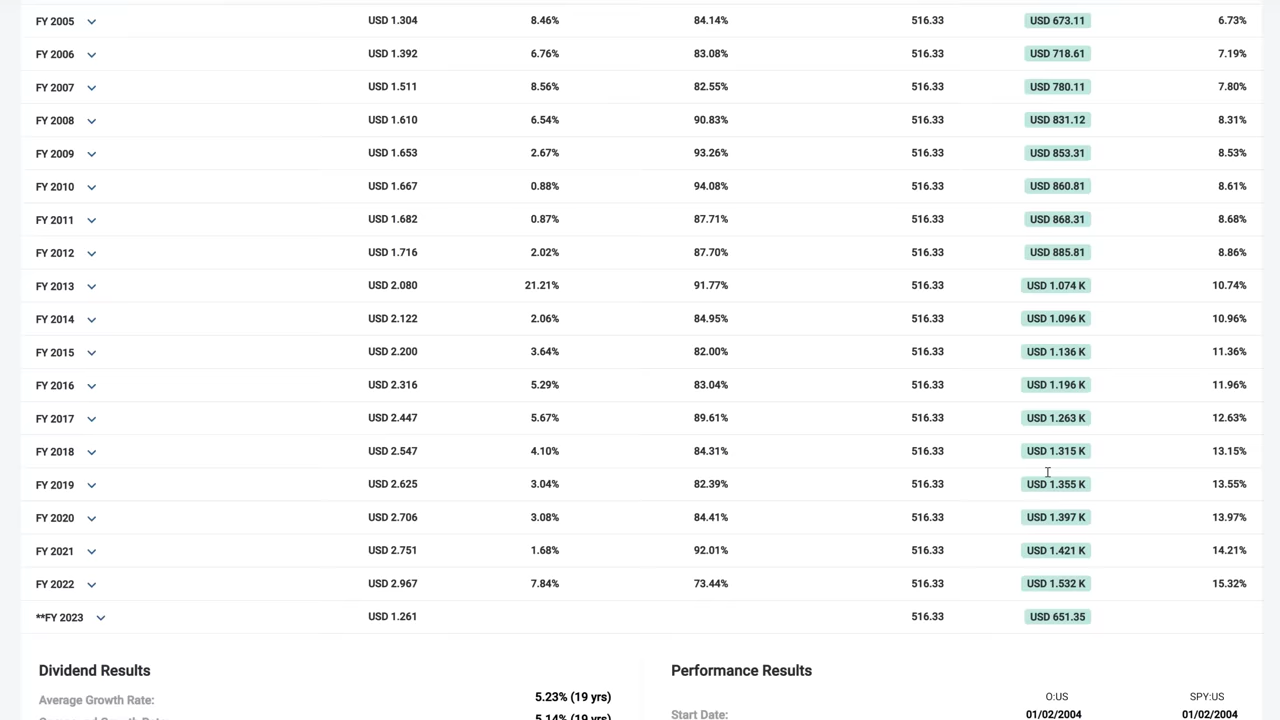 FY 2005 USD 1.304 8.46% 84.14% 516.33 USD 673.11 6.73%
FY 2006 USD 1.392 6.76% 83.08% 516.33 USD 718.61 7.19%
FY 2007 USD 1.511 8.56% 82.55% 516.33 USD 780.11 7.80%
FY 2008 USD 1.610 6.54% 90.83% 516.33 USD 831.12 8.31%
FY 2009 USD 1.653 2.67% 93.26% 516.33 USD 853.31 8.53%
FY 2010 USD 1.667 0.88% 94.08% 516.33 USD 860.81 8.61%
FY 2011 USD 1.682 0.87% 87.71% 516.33 USD 868.31 8.68%
FY 2012 USD 1.716 2.02% 87.70% 516.33 USD 885.81 8.86%
FY 2013 USD 2.080 21.21% 91.77% 516.33 USD 1.074 K 10.74%
FY 2014 USD 2.122 2.06% 84.95% 516.33 USD 1.096 K 10.96%
FY 2015 USD 2.200 3.64% 82.00% 516.33 USD 1.136 K 11.36%
FY 2016 USD 2.316 5.29% 83.04% 516.33 USD 1.196 K 11.96%
FY 2017 USD 2.447 5.67% 89.61% 516.33 USD 1.263 K 12.63%
FY 2018 USD 2.547 4.10% 84.31% 516.33 USD 1.315 K 13.15%
FY 2019 USD 2.625 3.04% 82.39% 516.33 USD 1.355 K 13.55%
FY 2020 USD 2.706 3.08% 84.41% 516.33 USD 1.397 K 13.97%
FY 2021 USD 2.751 1.68% 92.01% 516.33 USD 1.421 K 14.21%
FY 2022 USD 2.967 7.84% 73.44% 516.33 USD 1.532 K 15.32%
**FY 2023 USD 1.261 516.33 USD 651.35
Dividend Results
Average Growth Rate: 5.23% (19 yrs)
5.14% (19 yrs)
Performance Results
O:US SPY:US
Start Date: 01/02/2004 01/02/2004